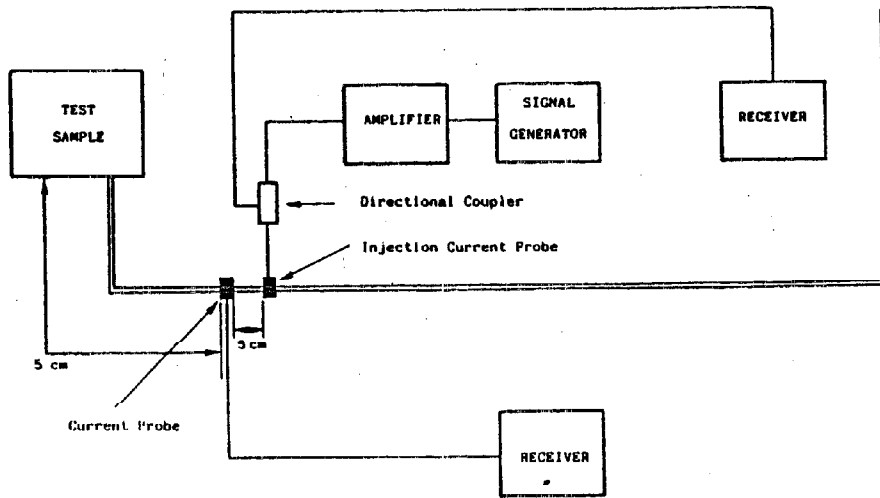 TEST
SAMPLE
AMPLIFIER
SIGNAL
GENERATOR
RECEIVER
Directional Coupler
Injection Current Probe
5 cm
5 cm
Current Probe
RECEIVER